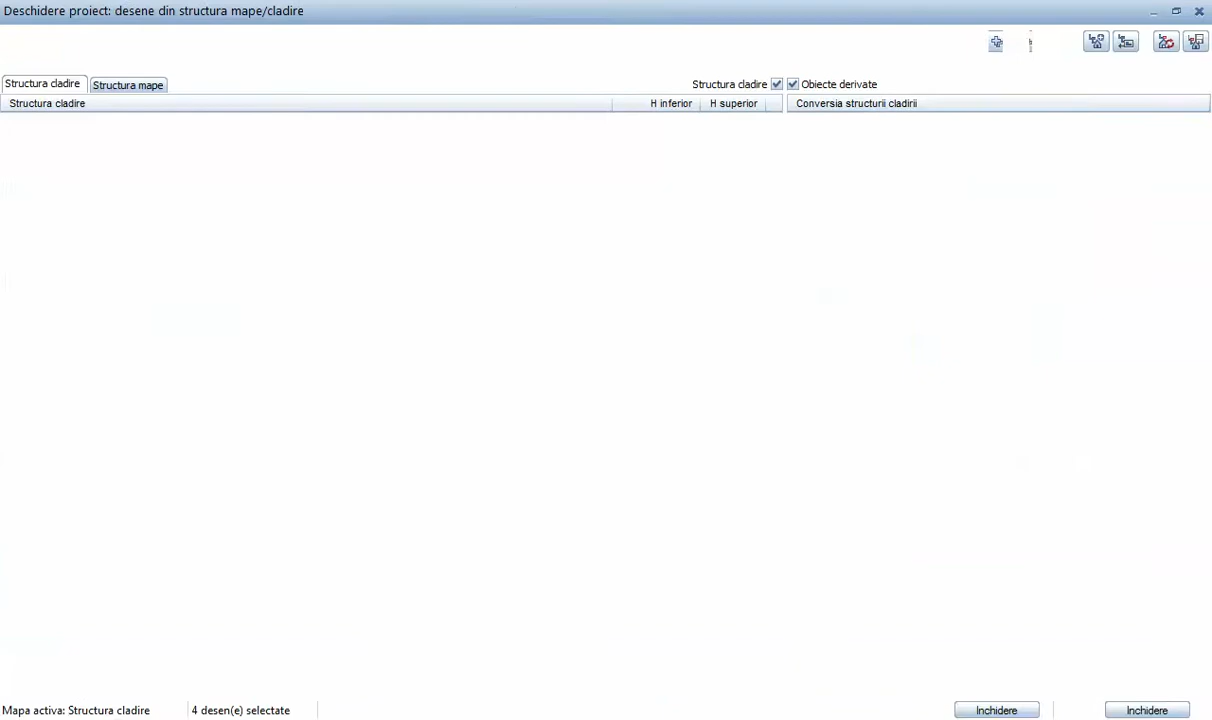 Deschidere proiect: desene din structura mape/cladire
Structura cladire
Structura mape
Structura cladire
Obiecte derivate
Structura cladire
H inferior
H superior
Conversia structurii cladirii
Mapa activa: Structura cladire
4 desen(e) selectate
Inchidere
Inchidere